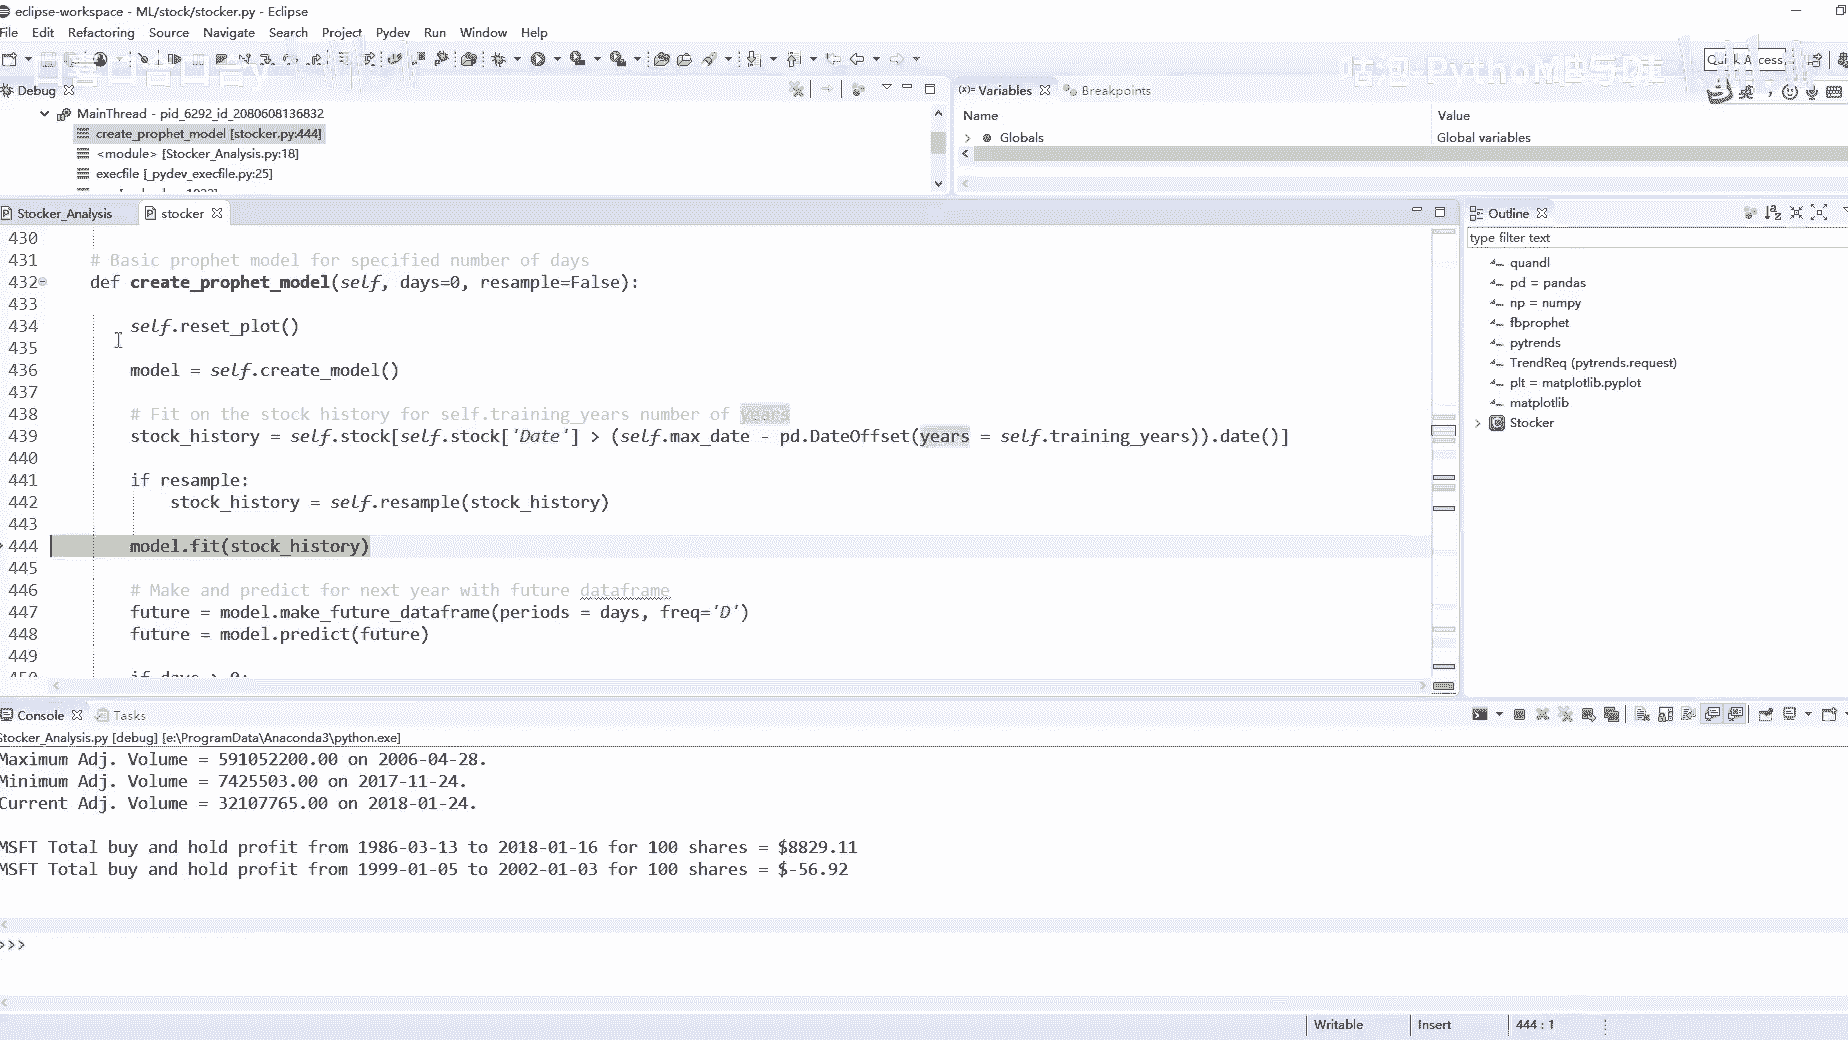 eclipse-workspace - ML/stock/stocker.py - Eclipse
File Edit Refactoring Source Navigate Search Project Pydev Run Window Help
Debug
MainThread - pid_6292_id_2080608136832
create_prophet_model [stocker.py:444]
<module> [Stocker_Analysis.py:18]
execfile [_pydev_execfile.py:25]
(x)= Variables Breakpoints
Name Value
Globals Global variables
Stocker_Analysis stocker
430
431 # Basic prophet model for specified number of days
432 def create_prophet_model(self, days=0, resample=False):
433
434 self.reset_plot()
435
436 model = self.create_model()
437
438 # Fit on the stock history for self.training_years number of years
439 stock_history = self.stock[self.stock['Date'] > (self.max_date - pd.DateOffset(years = self.training_years)).date()]
440
441 if resample:
442 stock_history = self.resample(stock_history)
443
444 model.fit(stock_history)
445
446 # Make and predict for next year with future dataframe
447 future = model.make_future_dataframe(periods = days, freq='D')
448 future = model.predict(future)
449
450 if days > 0:
Outline
type filter text
quandl
pd = pandas
np = numpy
fbprophet
pytrends
TrendReq (pytrends.request)
plt = matplotlib.pyplot
matplotlib
Stocker
Console Tasks
Stocker_Analysis.py [debug] [e:\ProgramData\Anaconda3\python.exe]
Maximum Adj. Volume = 591052200.00 on 2006-04-28.
Minimum Adj. Volume = 7425503.00 on 2017-11-24.
Current Adj. Volume = 32107765.00 on 2018-01-24.
MSFT Total buy and hold profit from 1986-03-13 to 2018-01-16 for 100 shares = $8829.11
MSFT Total buy and hold profit from 1999-01-05 to 2002-01-03 for 100 shares = $-56.92
>>>
Writable Insert 444 : 1